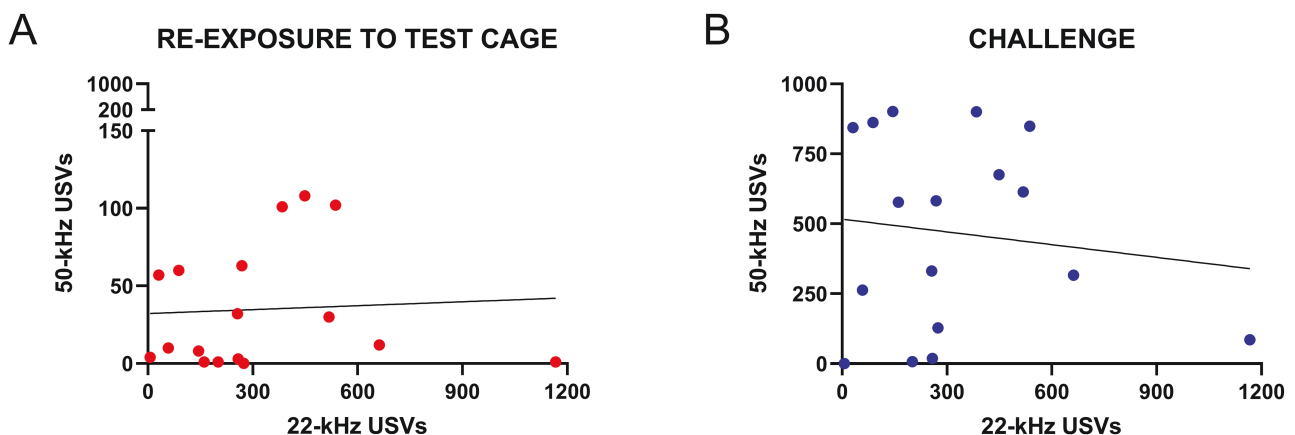 A
RE-EXPOSURE TO TEST CAGE
1000
200
150
100
50
0
50-kHz USVs
0 300 600 900 1200
22-kHz USVs
B
CHALLENGE
1000
750
500
250
0
50-kHz USVs
0 300 600 900 1200
22-kHz USVs